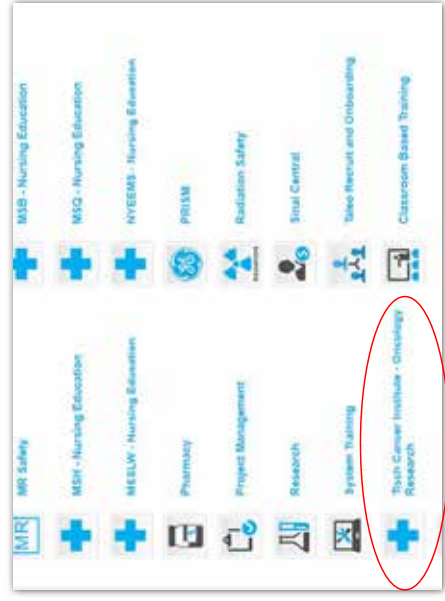 MR
MR Safety
MSB - Nursing Education
MSH - Nursing Education
MSQ - Nursing Education
- Nursing Education
NYEEMS - Nursing Education
Pharmacy
PRISM
Project Management
Radiation Safety
Research
Sinai Central
System Training
Taleo Recruit and Onboarding
Tisch Cancer Institute - Oncology
Research
Classroom Based Training